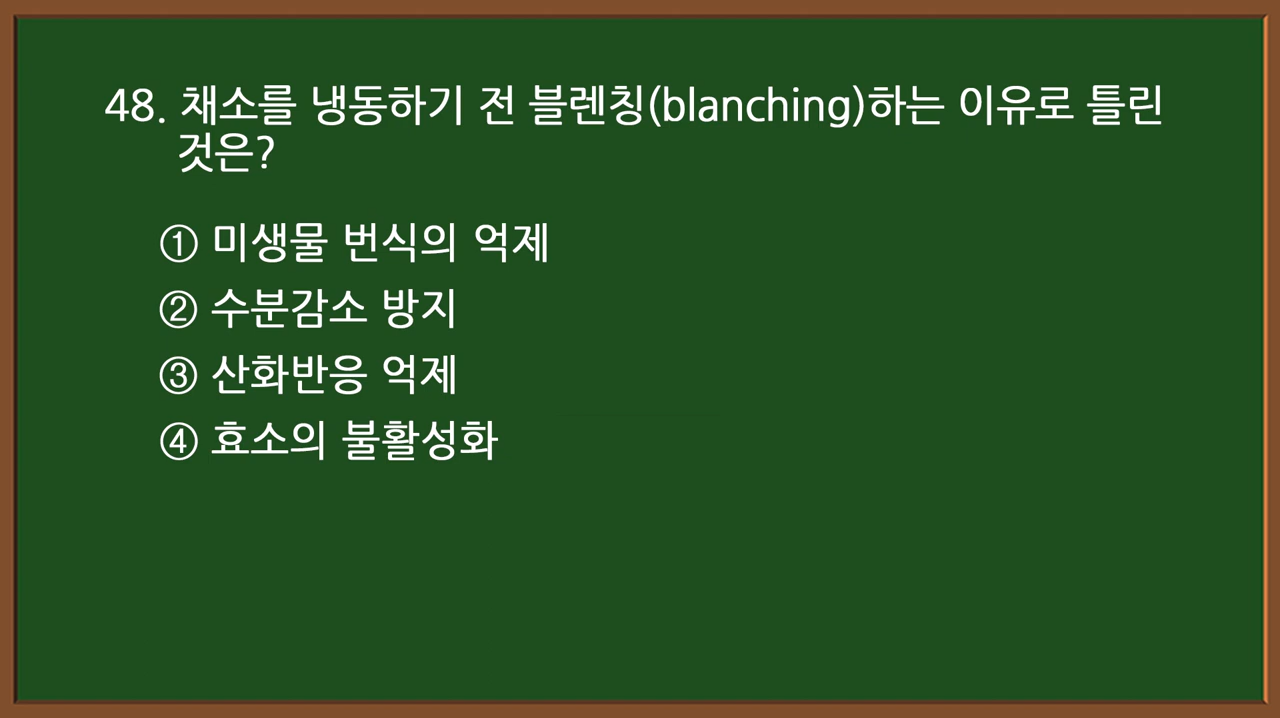 48. 채소를 냉동하기 전 블렌칭(blanching)하는 이유로 틀린
것은?
① 미생물 번식의 억제
② 수분감소 방지
③ 산화반응 억제
④ 효소의 불활성화